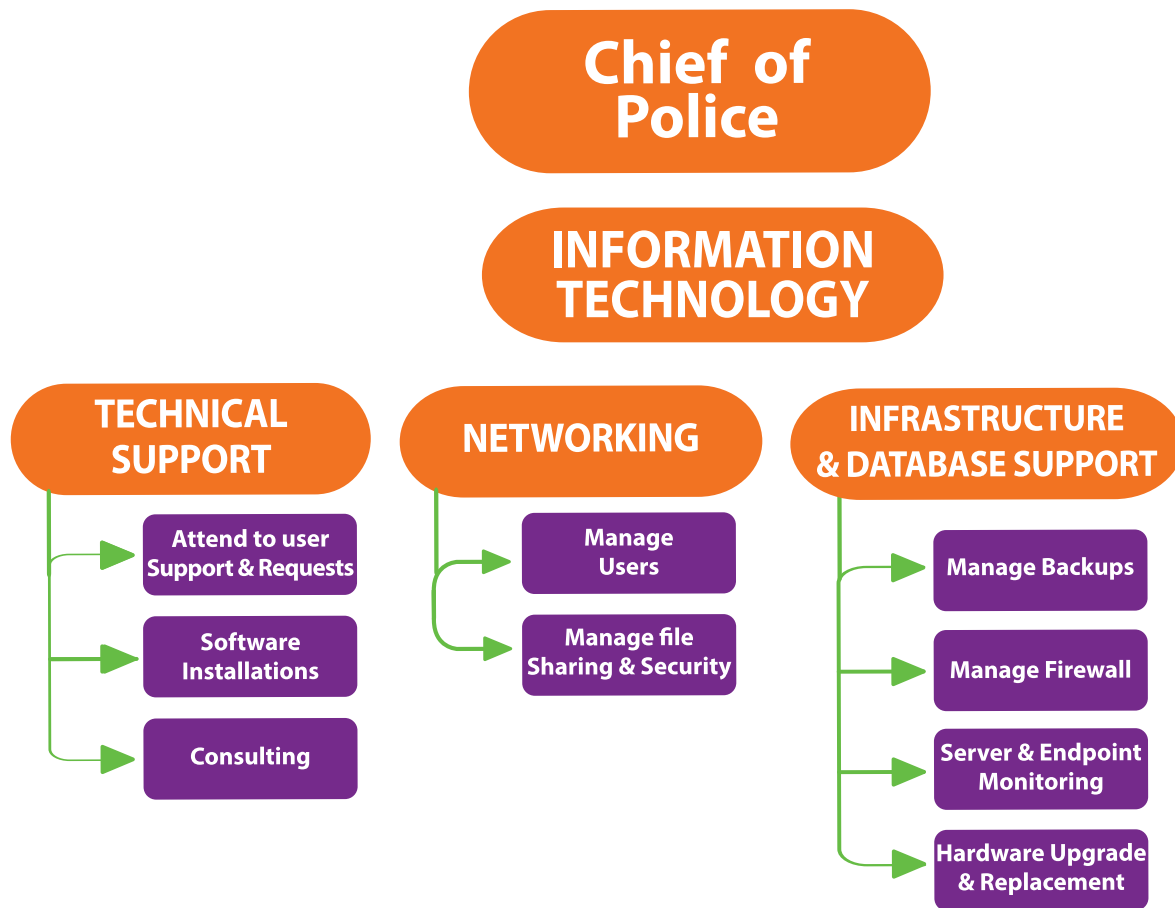 Chief of
Police
INFORMATION
TECHNOLOGY
TECHNICAL
SUPPORT
Attend to user
Support & Requests
Software
Installations
Consulting
NETWORKING
Manage
Users
Manage file
Sharing & Security
INFRASTRUCTURE
& DATABASE SUPPORT
Manage Backups
Manage Firewall
Server & Endpoint
Monitoring
Hardware Upgrade
& Replacement